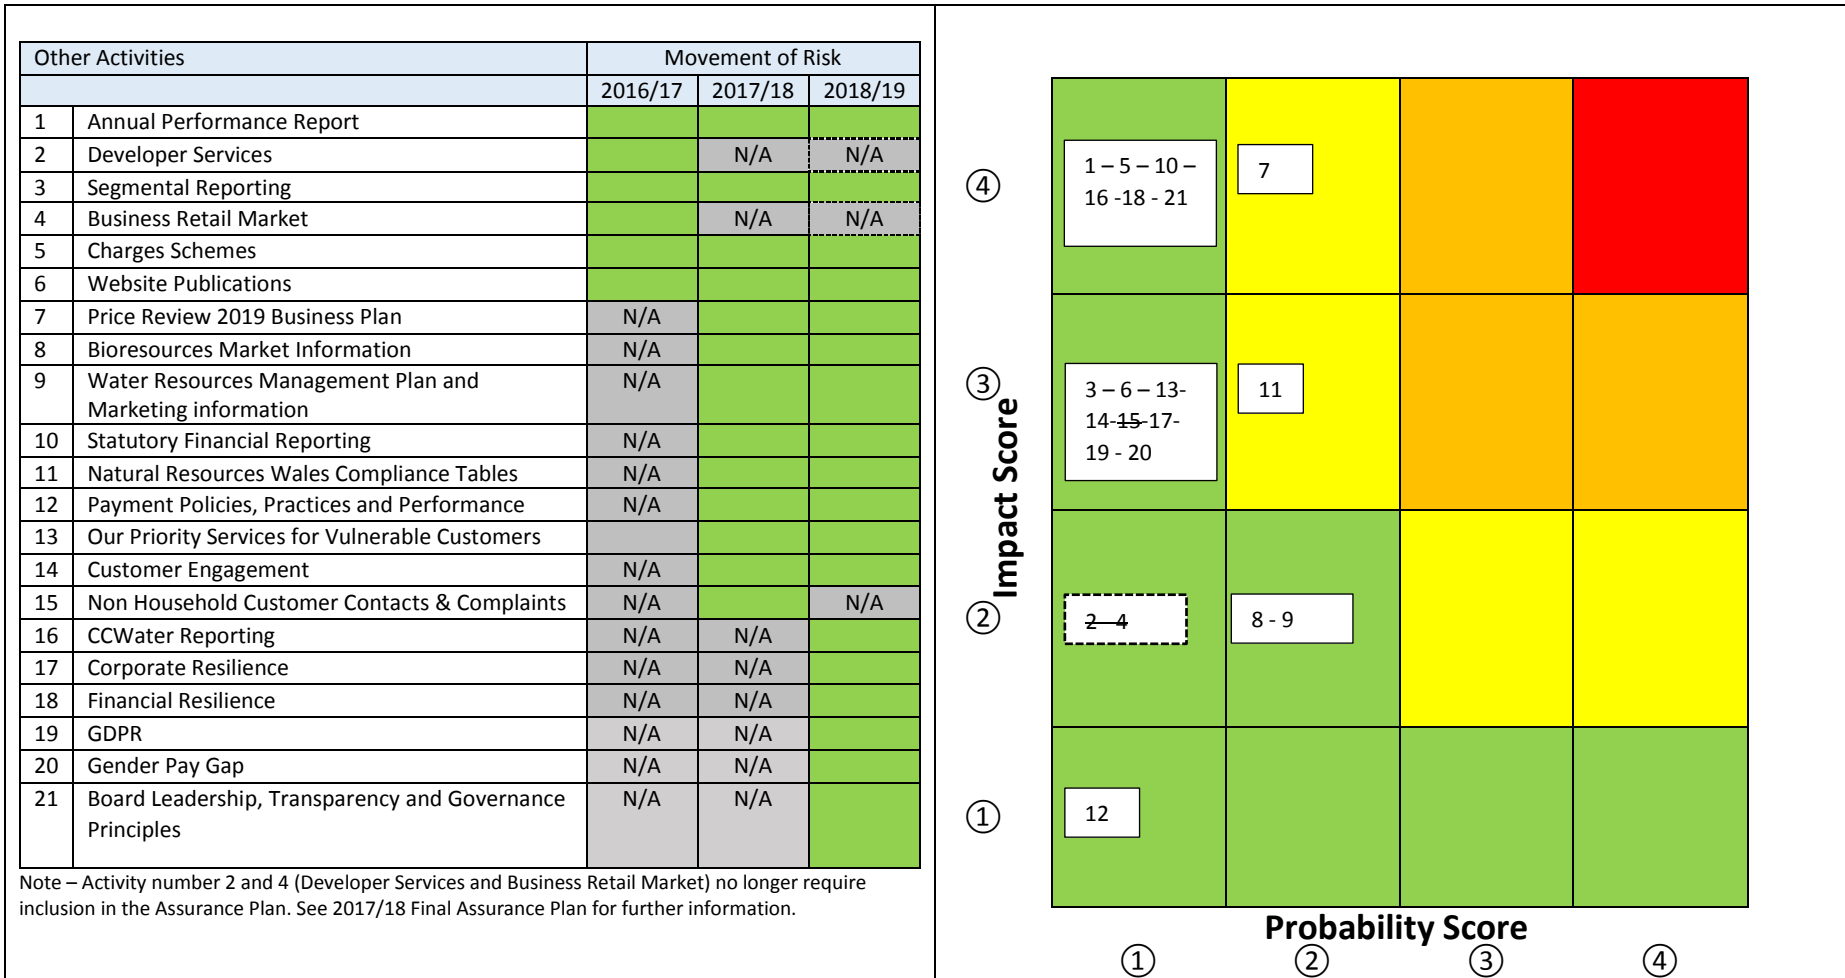 Other Activities Movement of Risk
2016/17 2017/18 2018/19
1 Annual Performance Report
2 Developer Services N/A N/A
3 Segmental Reporting
4 Business Retail Market N/A N/A
5 Charges Schemes
6 Website Publications
7 Price Review 2019 Business Plan N/A
8 Bioresources Market Information N/A
9 Water Resources Management Plan and N/A
Marketing information
10 Statutory Financial Reporting N/A
11 Natural Resources Wales Compliance Tables N/A
12 Payment Policies, Practices and Performance N/A
13 Our Priority Services for Vulnerable Customers
14 Customer Engagement N/A
15 Non Household Customer Contacts & Complaints N/A N/A
16 CCWater Reporting N/A N/A
17 Corporate Resilience N/A N/A
18 Financial Resilience N/A N/A
19 GDPR N/A N/A
20 Gender Pay Gap N/A N/A
21 Board Leadership, Transparency and Governance N/A N/A
Principles
Note – Activity number 2 and 4 (Developer Services and Business Retail Market) no longer require
inclusion in the Assurance Plan. See 2017/18 Final Assurance Plan for further information.
Impact Score
④
1 – 5 – 10 –
16 -18 - 21
7
③
3 – 6 – 13-
14-15-17-
19 - 20
11
②
2 4
8 - 9
①
12
Probability Score
① ② ③ ④